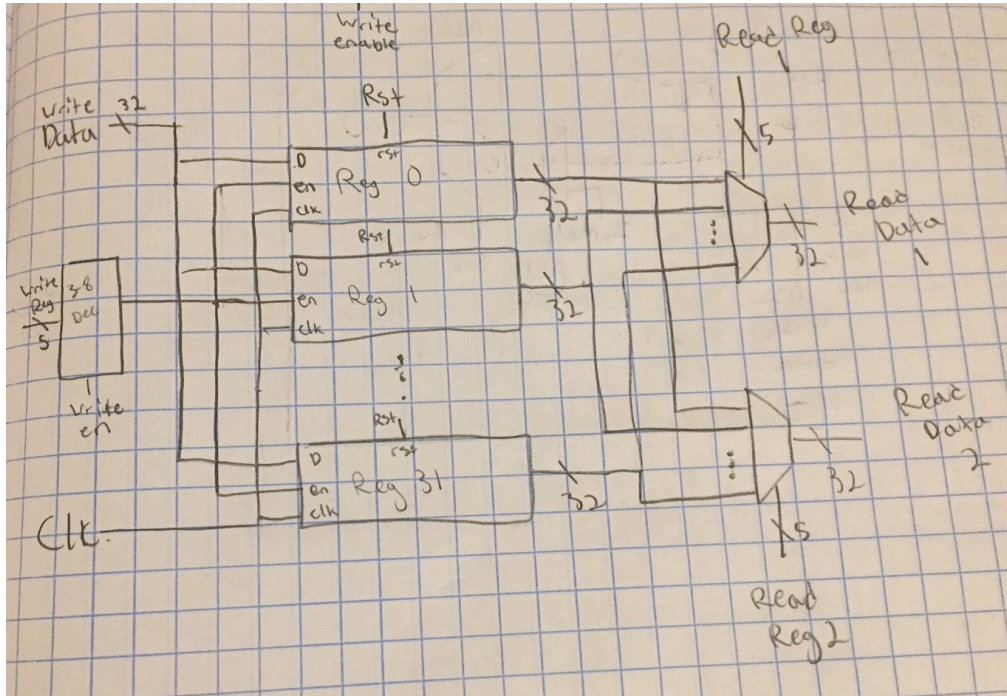 Write
enable
Read Reg
1
Rst
Write
Data
32
5
D
rst
en
Reg 0
clk
32
Read
Data
1
32
Rst
rst
D
Reg 1
en
clk
32
Write
Reg
5
3-8
Dec
Write
en
Rst
rst
D
Reg 31
en
clk
32
Clk
Read
Data
2
32
5
Read
Reg 2